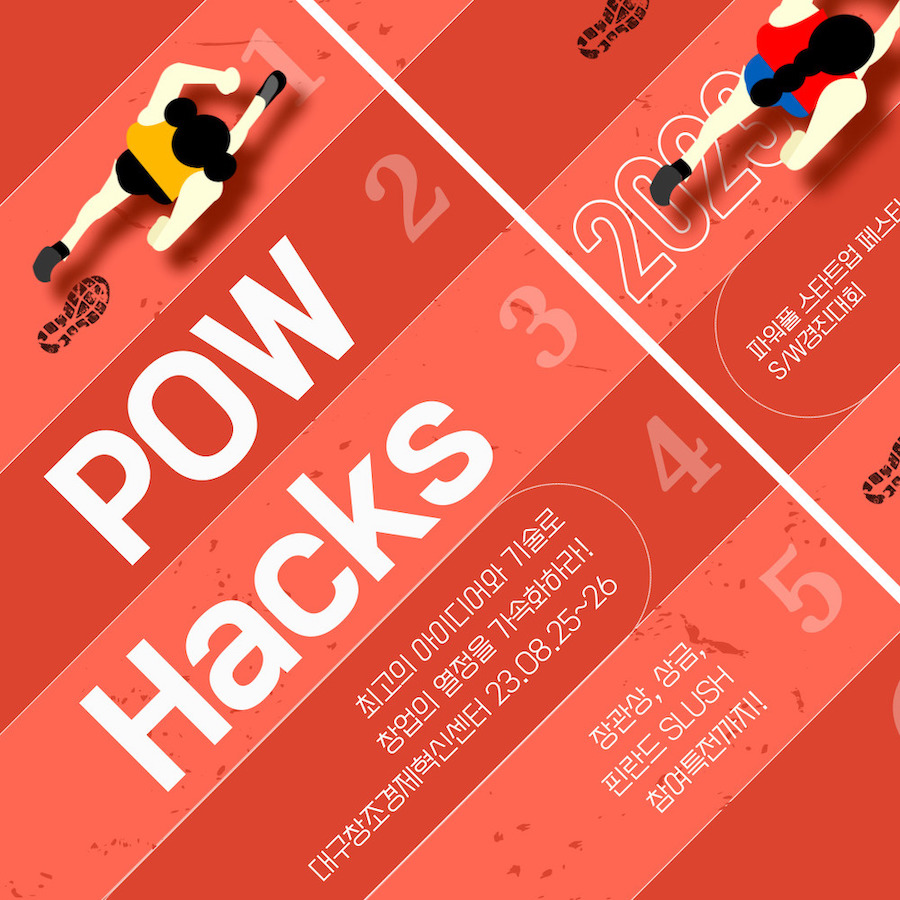 1
2
3
4
5
2023
파워풀 스타트업 페스티
S/W경진대회
POW
Hacks
최고의 아이디어와 기술로
창업의 열정을 가속화하라!
대구창조경제혁신센터 23.08.25~26
장관상, 상금,
핀란드 SLUSH
참여특전까지!